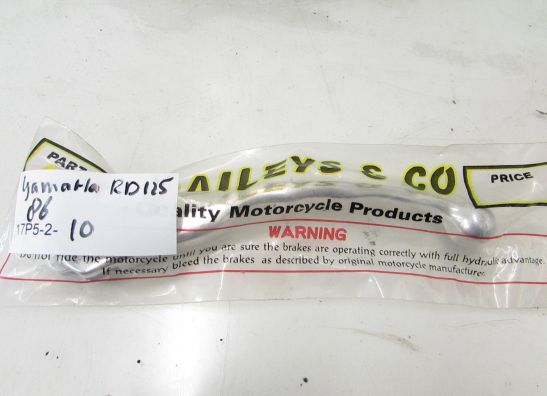 PART
AILEYS & CO
PRICE
Yamaha RD125
86
17P5-2- 10
Quality Motorcycle Products
WARNING
Do not ride the motorcycle until you are sure the brakes are operating correctly with full hydraulic advantage.
If necessary bleed the brakes as described by original motorcycle manufacturer